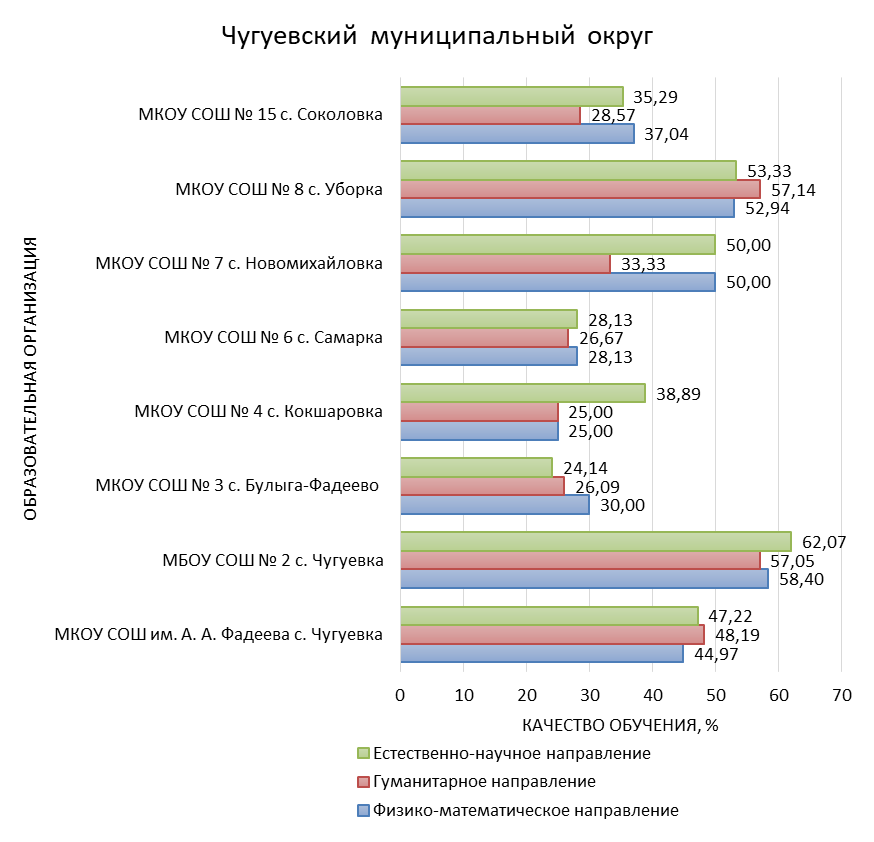 Чугуевский муниципальный округ
ОБРАЗОВАТЕЛЬНАЯ ОРГАНИЗАЦИЯ
МКОУ СОШ № 15 с. Соколовка
35,29
28,57
37,04
МКОУ СОШ № 8 с. Уборка
53,33
57,14
52,94
МКОУ СОШ № 7 с. Новомихайловка
50,00
33,33
50,00
МКОУ СОШ № 6 с. Самарка
28,13
26,67
28,13
МКОУ СОШ № 4 с. Кокшаровка
38,89
25,00
25,00
МКОУ СОШ № 3 с. Булыга-Фадеево
24,14
26,09
30,00
МБОУ СОШ № 2 с. Чугуевка
62,07
57,05
58,40
МКОУ СОШ им. А. А. Фадеева с. Чугуевка
47,22
48,19
44,97
0 10 20 30 40 50 60 70
КАЧЕСТВО ОБУЧЕНИЯ, %
Естественно-научное направление
Гуманитарное направление
Физико-математическое направление